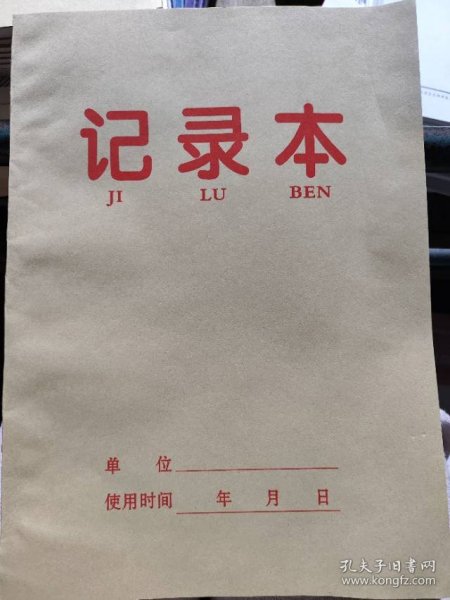 记录本
JI LU BEN
单 位
使用时间 年 月 日
孔夫子旧书网
www.kongfz.com